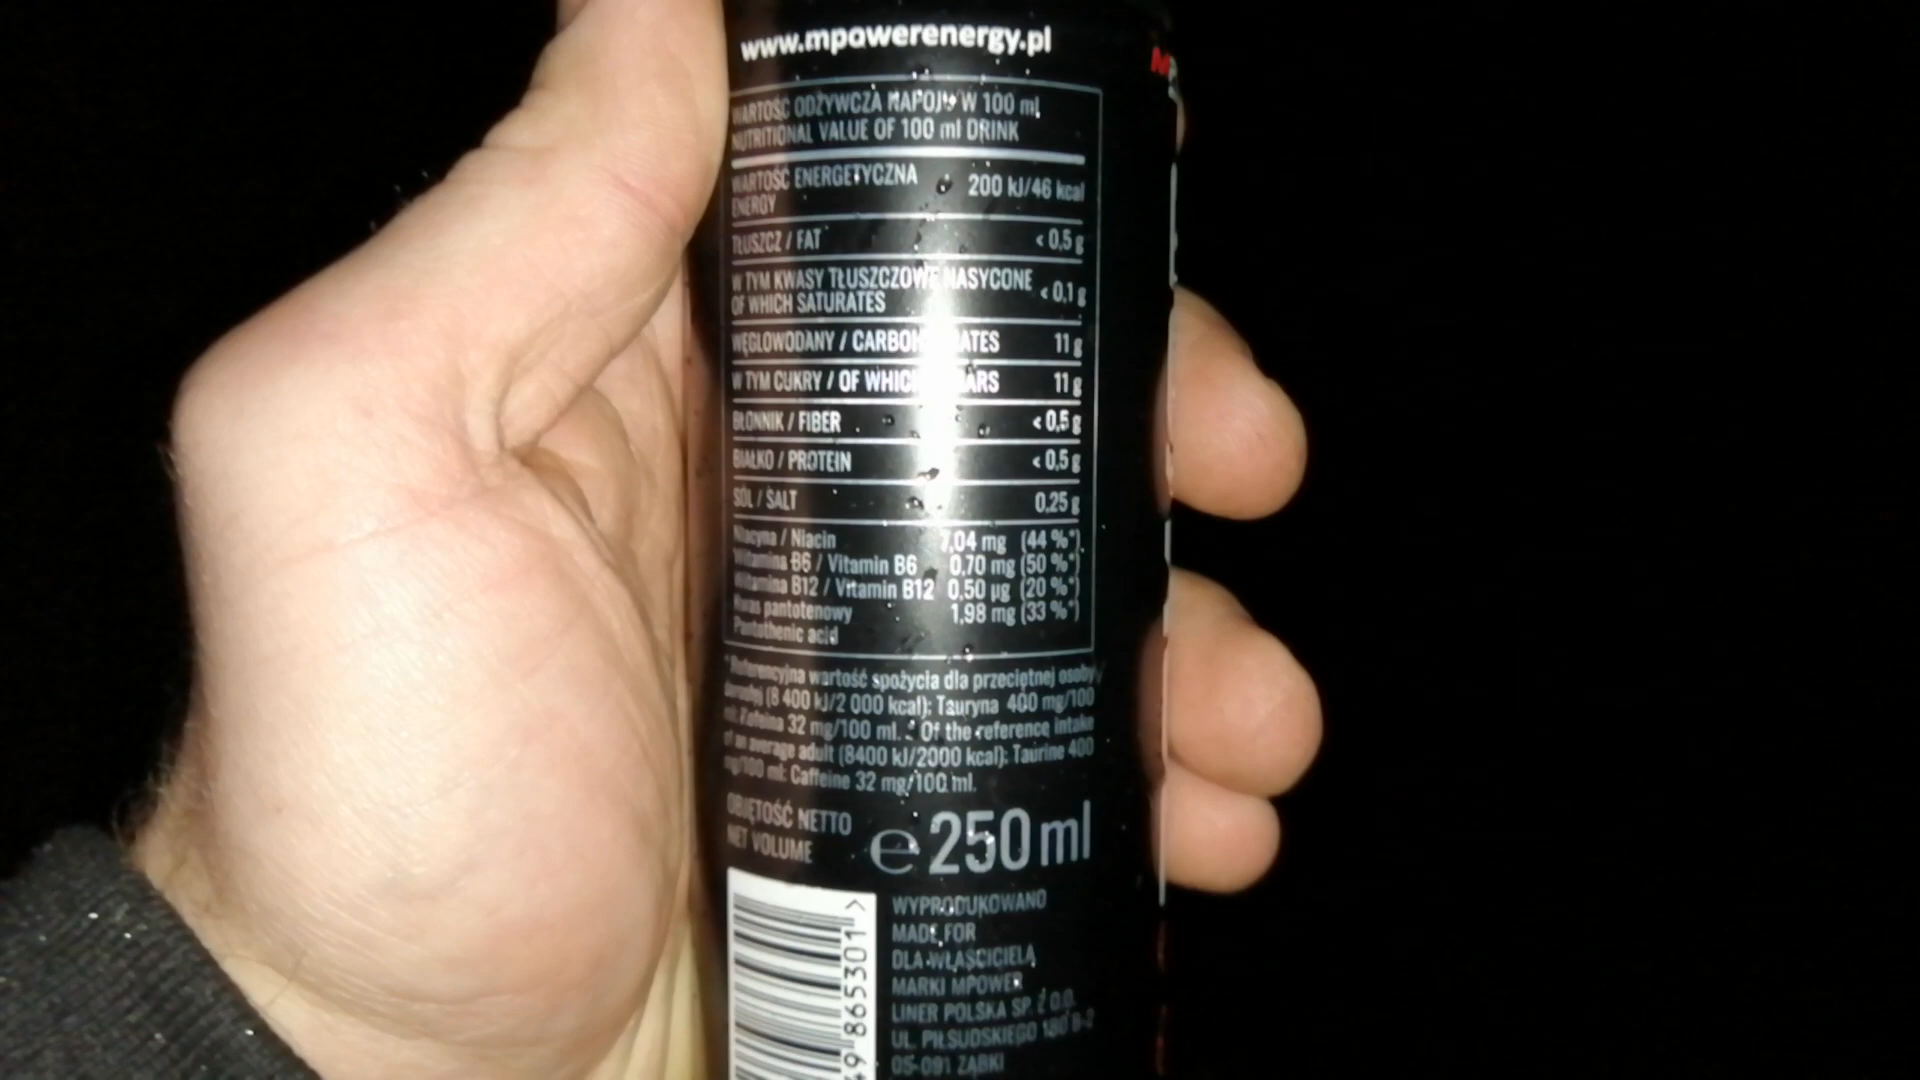 www.mpowerenergy.pl
M
WARTOŚĆ ODŻYWCZA NAPOJU W 100 ml
NUTRITIONAL VALUE OF 100 ml DRINK
WARTOŚĆ ENERGETYCZNA
ENERGY
200 kJ/46 kcal
TŁUSZCZ / FAT < 0,5 g
W TYM KWASY TŁUSZCZOWE NASYCONE
OF WHICH SATURATES
< 0,1 g
WĘGLOWODANY / CARBOHYDRATES 11 g
W TYM CUKRY / OF WHICH SUGARS 11 g
BŁONNIK / FIBER < 0,5 g
BIAŁKO / PROTEIN < 0,5 g
SÓL / SALT 0,25 g
Niacyna / Niacin 7,04 mg (44 %*)
Witamina B6 / Vitamin B6 0,70 mg (50 %*)
Witamina B12 / Vitamin B12 0,50 µg (20 %*)
Kwas pantotenowy 1,98 mg (33 %*)
Pantothenic acid
* Referencyjna wartość spożycia dla przeciętnej osoby
dorosłej (8 400 kJ/2 000 kcal); Tauryna 400 mg/100
ml; Kofeina 32 mg/100 ml. * Of the reference intake
of an average adult (8400 kJ/2000 kcal); Taurine 400
mg/100 ml; Caffeine 32 mg/100 ml.
OBJĘTOŚĆ NETTO
NET VOLUME
e 250 ml
49 8655301 >
WYPRODUKOWANO
MADE FOR
DLA WŁAŚCICIELA
MARKI MPOWER
LINER POLSKA SP. Z O.O.
UL. PIŁSUDSKIEGO 180
05-091 ZĄBKI